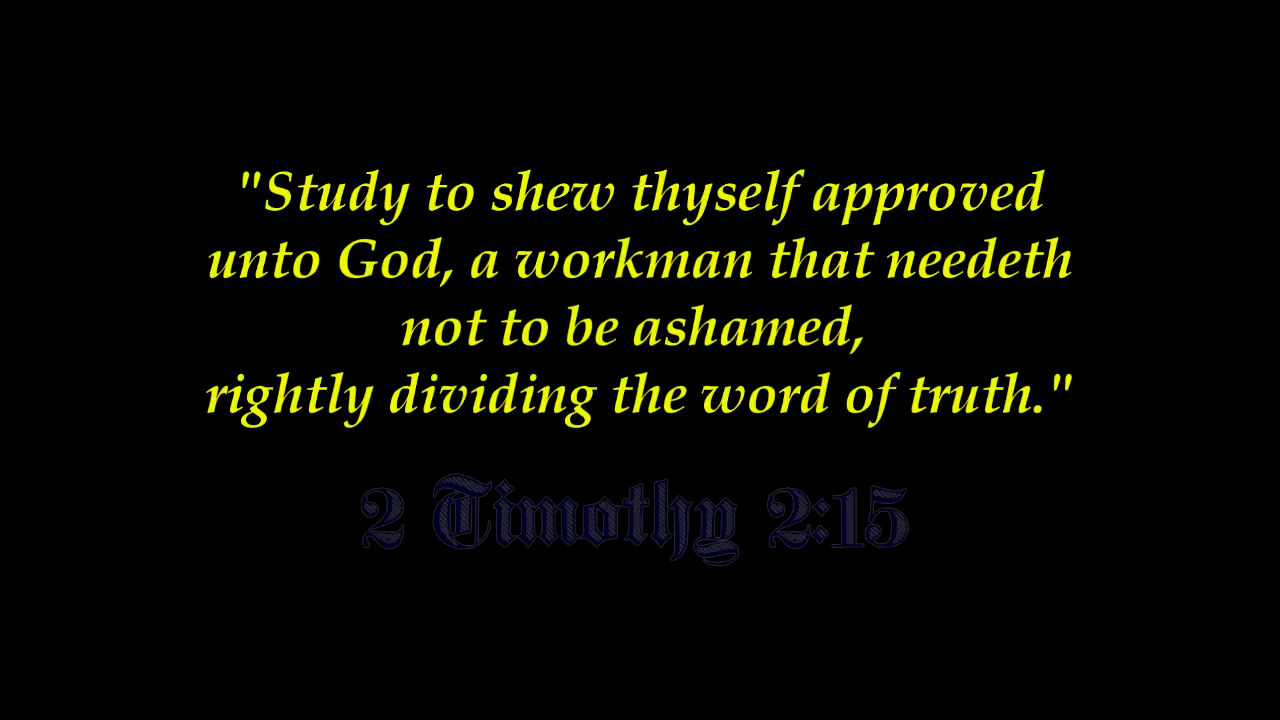 "Study to shew thyself approved
unto God, a workman that needeth
not to be ashamed,
rightly dividing the word of truth."
2 Timothy 2:15